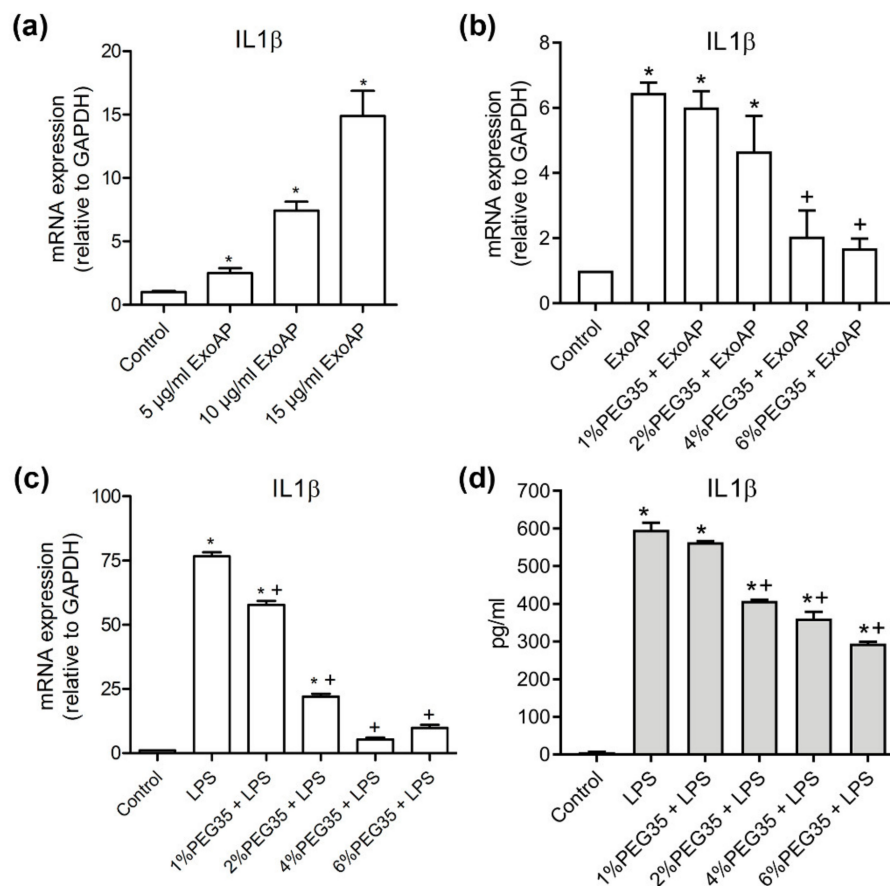 (a)
IL1β
mRNA expression
(relative to GAPDH)
20
15
10
5
0
*
*
*
Control
5 µg/ml ExoAP
10 µg/ml ExoAP
15 µg/ml ExoAP
(b)
IL1β
mRNA expression
(relative to GAPDH)
8
6
4
2
0
*
*
*
+
+
Control
ExoAP
1%PEG35 + ExoAP
2%PEG35 + ExoAP
4%PEG35 + ExoAP
6%PEG35 + ExoAP
(c)
IL1β
mRNA expression
(relative to GAPDH)
100
75
50
25
0
*
* +
* +
+
+
Control
LPS
1%PEG35 + LPS
2%PEG35 + LPS
4%PEG35 + LPS
6%PEG35 + LPS
(d)
IL1β
pg/ml
700
600
500
400
300
200
100
0
*
*
*+
*+
*+
Control
LPS
1%PEG35 + LPS
2%PEG35 + LPS
4%PEG35 + LPS
6%PEG35 + LPS